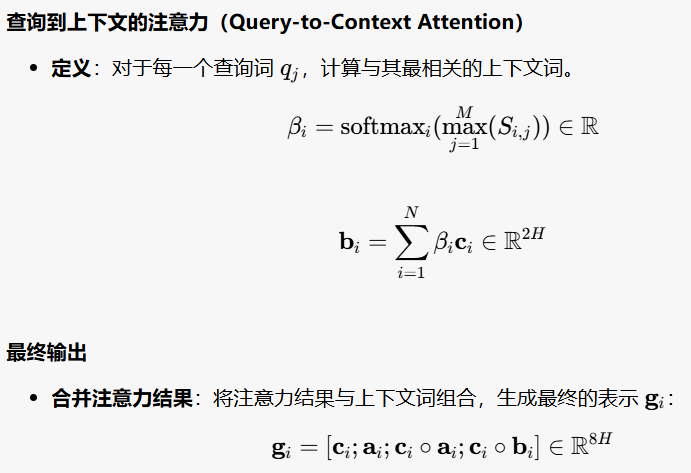 查询到上下文的注意力（Query-to-Context Attention）
• 定义：对于每一个查询词 $q_j$，计算与其最相关的上下文词。
$\beta_i = \mathrm{softmax}_i(\max_{j=1}^{M}(S_{i,j})) \in \mathbb{R}$
$\mathbf{b}_i = \sum_{i=1}^{N} \beta_i \mathbf{c}_i \in \mathbb{R}^{2H}$
最终输出
• 合并注意力结果：将注意力结果与上下文词组合，生成最终的表示 $\mathbf{g}_i$：
$\mathbf{g}_i = [\mathbf{c}_i; \mathbf{a}_i; \mathbf{c}_i \circ \mathbf{a}_i; \mathbf{c}_i \circ \mathbf{b}_i] \in \mathbb{R}^{8H}$